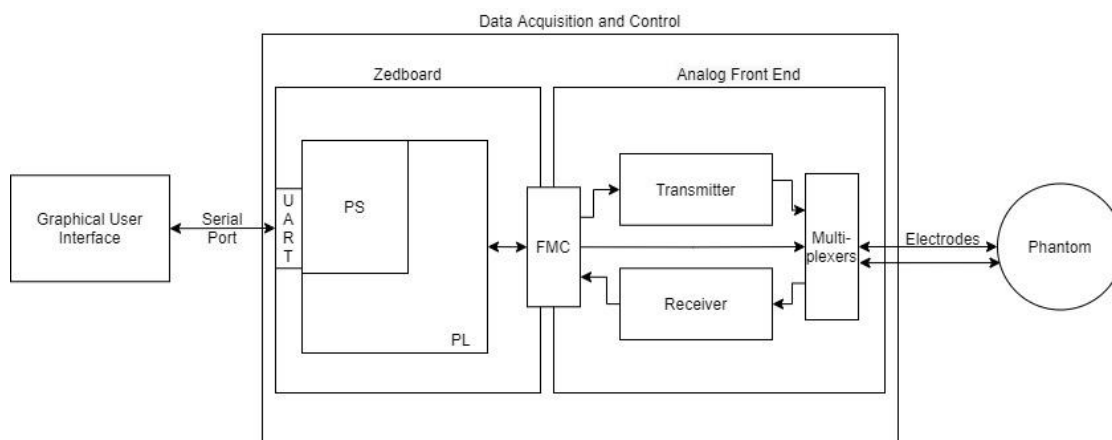 Data Acquisition and Control
Zedboard
Analog Front End
Graphical User
Interface
Serial
Port
U
A
R
T
PS
PL
FMC
Transmitter
Receiver
Multi-
plexers
Electrodes
Phantom